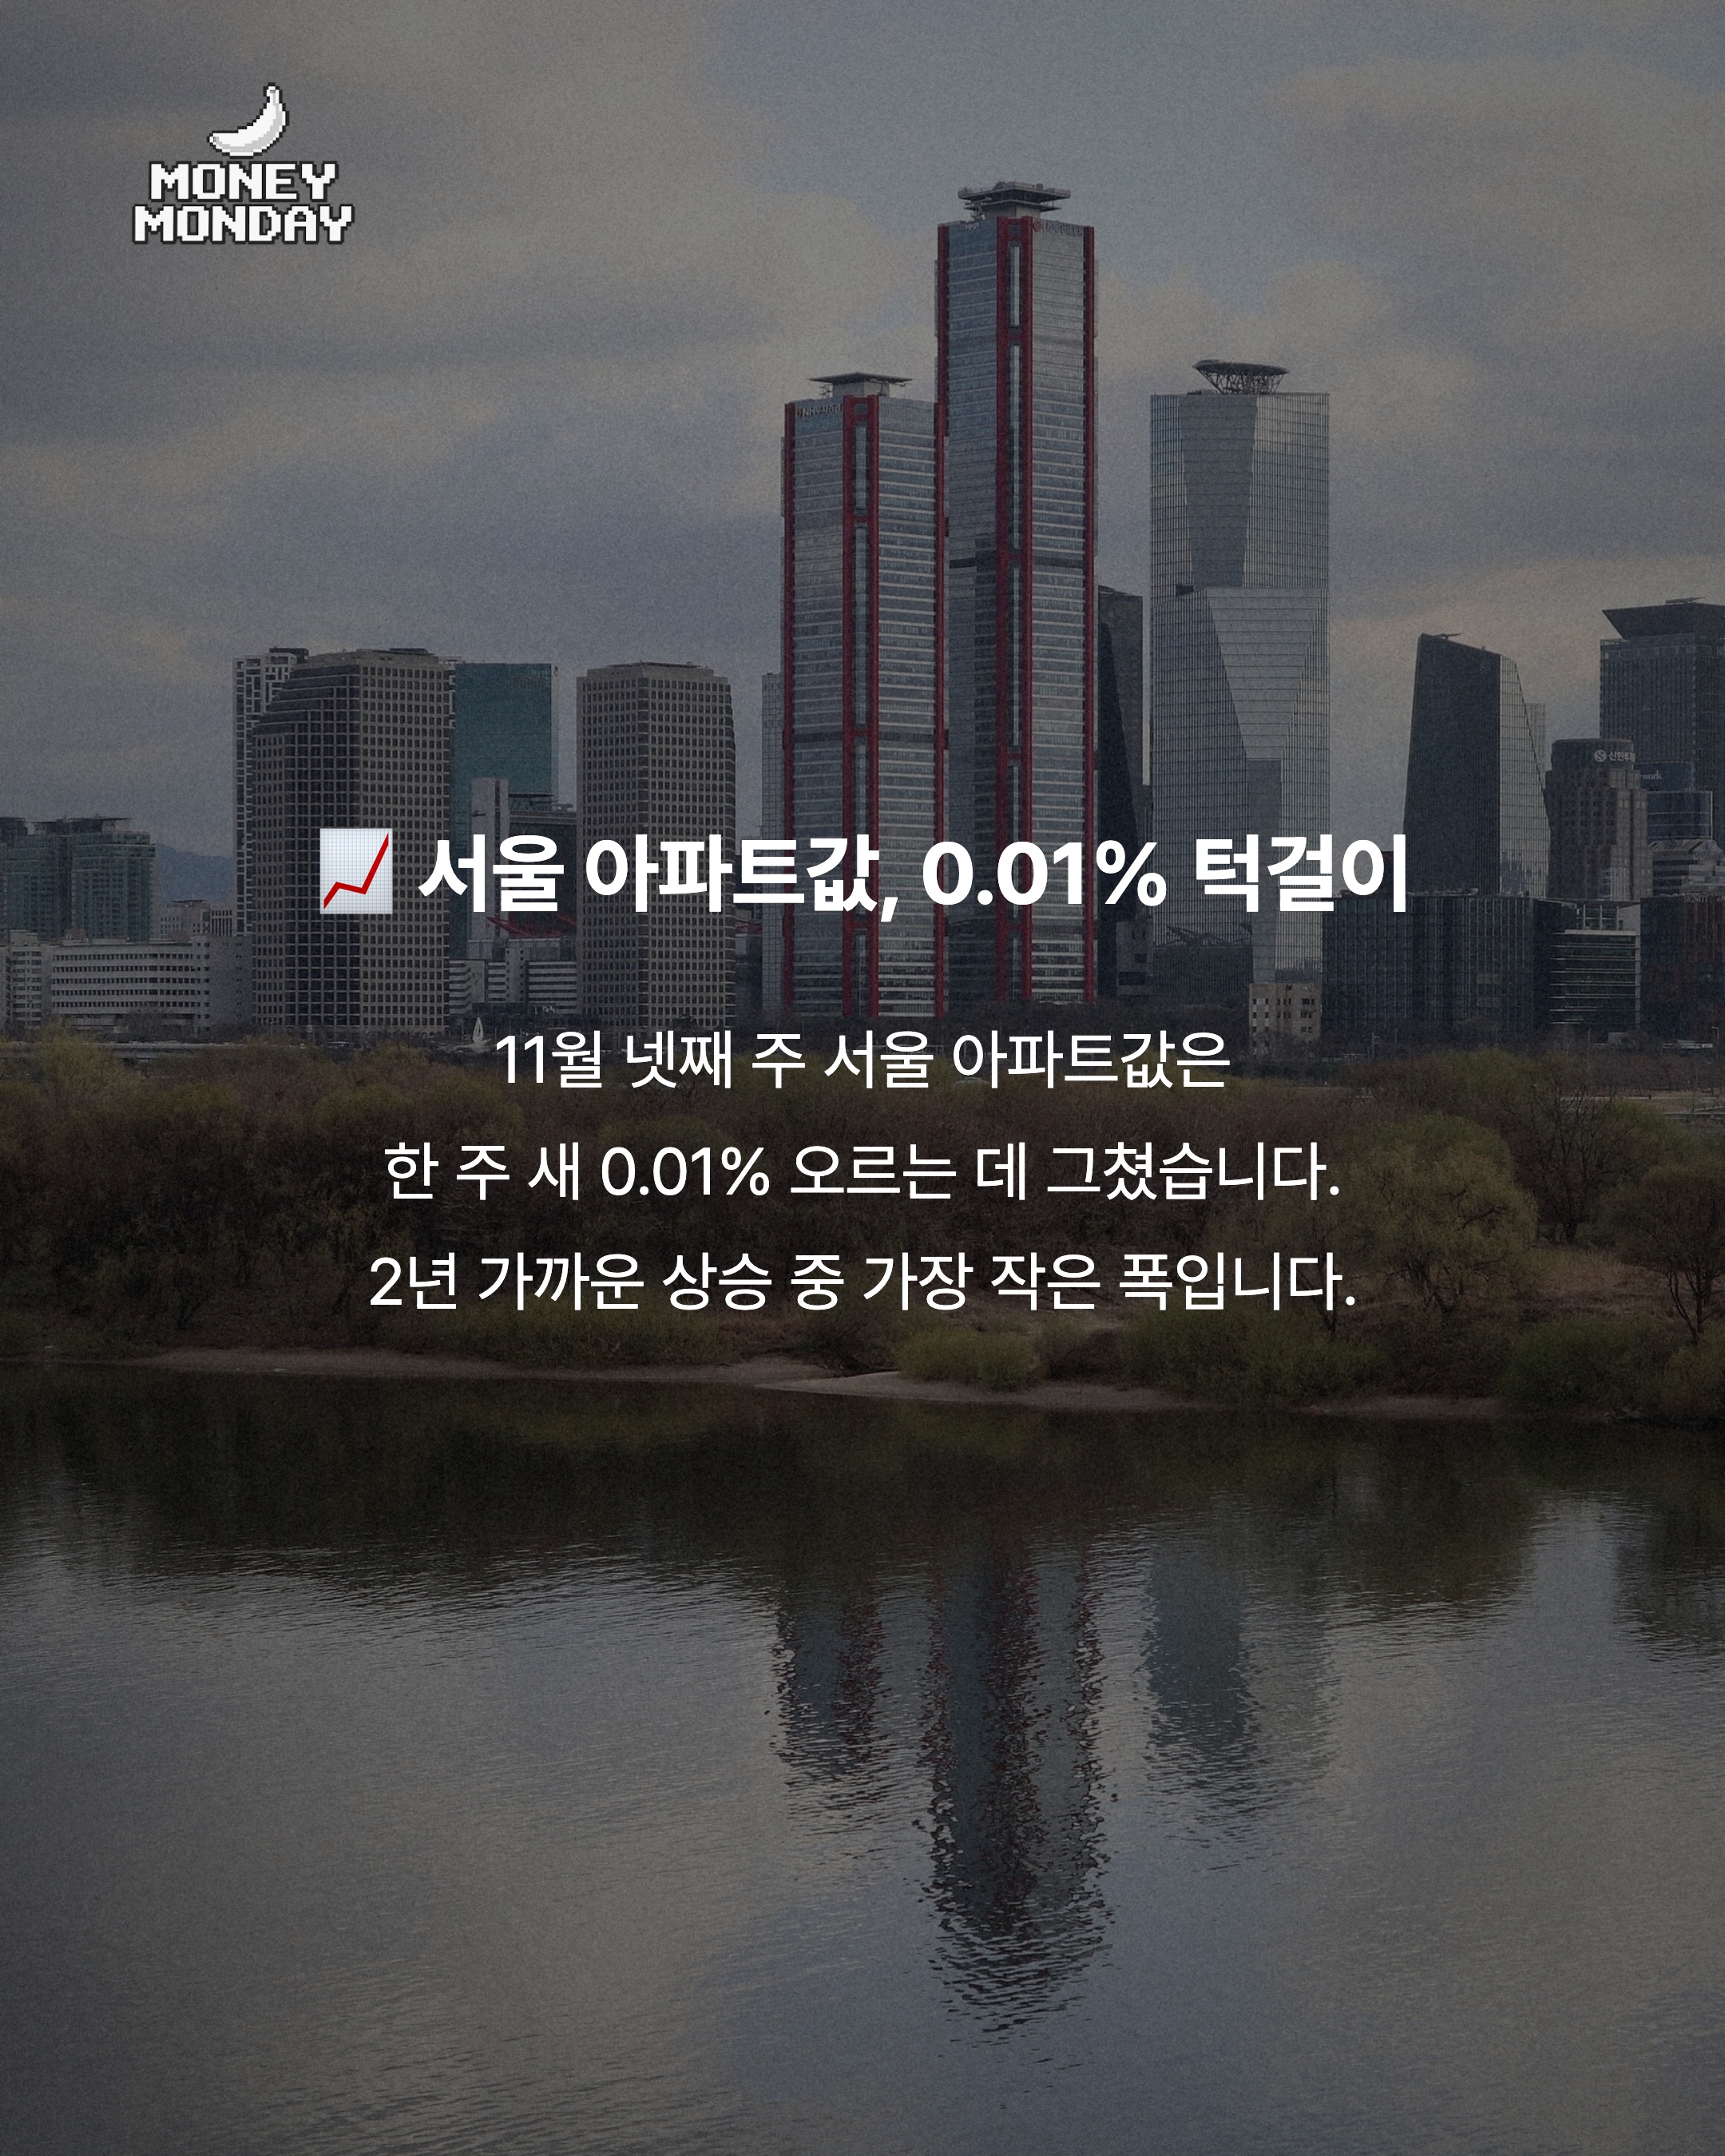 MONEY
MONDAY
📈 서울 아파트값, 0.01% 턱걸이
11월 넷째 주 서울 아파트값은
한 주 새 0.01% 오르는 데 그쳤습니다.
2년 가까운 상승 중 가장 작은 폭입니다.